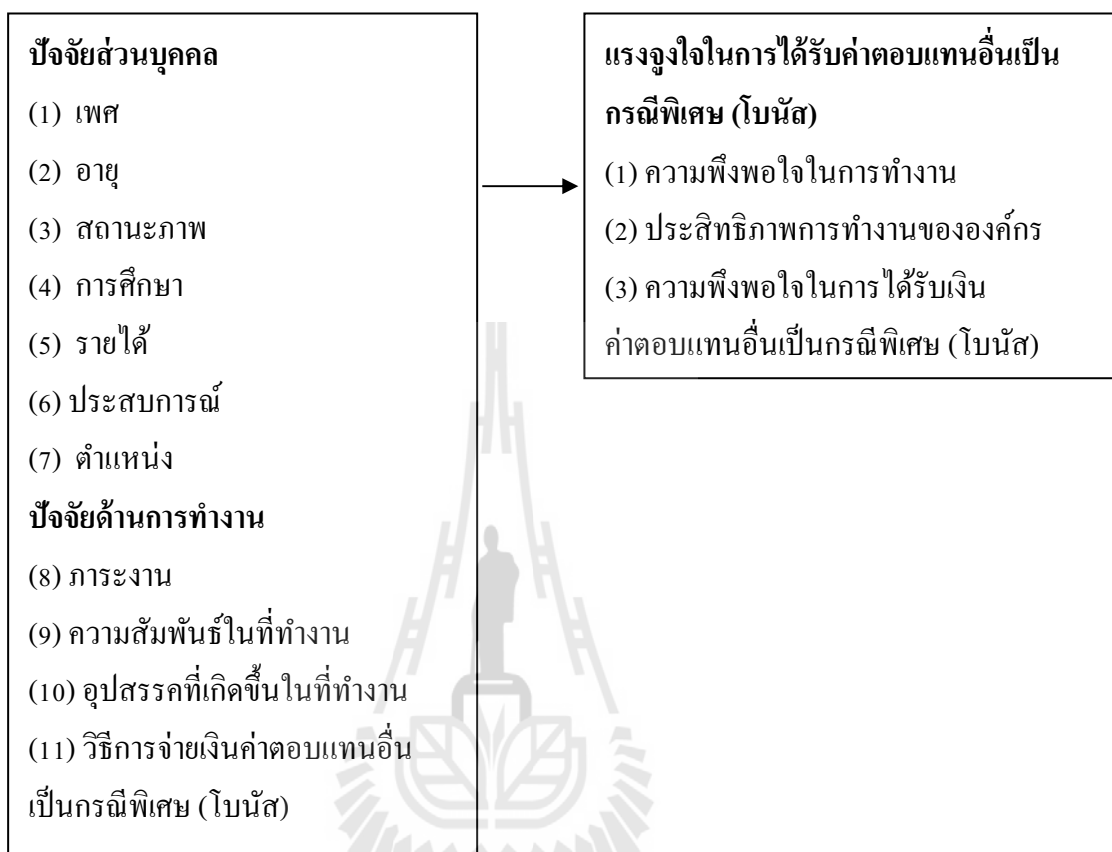 ปัจจัยส่วนบุคคล
(1) เพศ
(2) อายุ
(3) สถานะภาพ
(4) การศึกษา
(5) รายได้
(6) ประสบการณ์
(7) ตำแหน่ง
ปัจจัยด้านการทำงาน
(8) ภาระงาน
(9) ความสัมพันธ์ในที่ทำงาน
(10) อุปสรรคที่เกิดขึ้นในที่ทำงาน
(11) วิธีการจ่ายเงินค่าตอบแทนอื่น
เป็นกรณีพิเศษ (โบนัส)
แรงจูงใจในการได้รับค่าตอบแทนอื่นเป็น
กรณีพิเศษ (โบนัส)
(1) ความพึงพอใจในการทำงาน
(2) ประสิทธิภาพการทำงานขององค์กร
(3) ความพึงพอใจในการได้รับเงิน
ค่าตอบแทนอื่นเป็นกรณีพิเศษ (โบนัส)